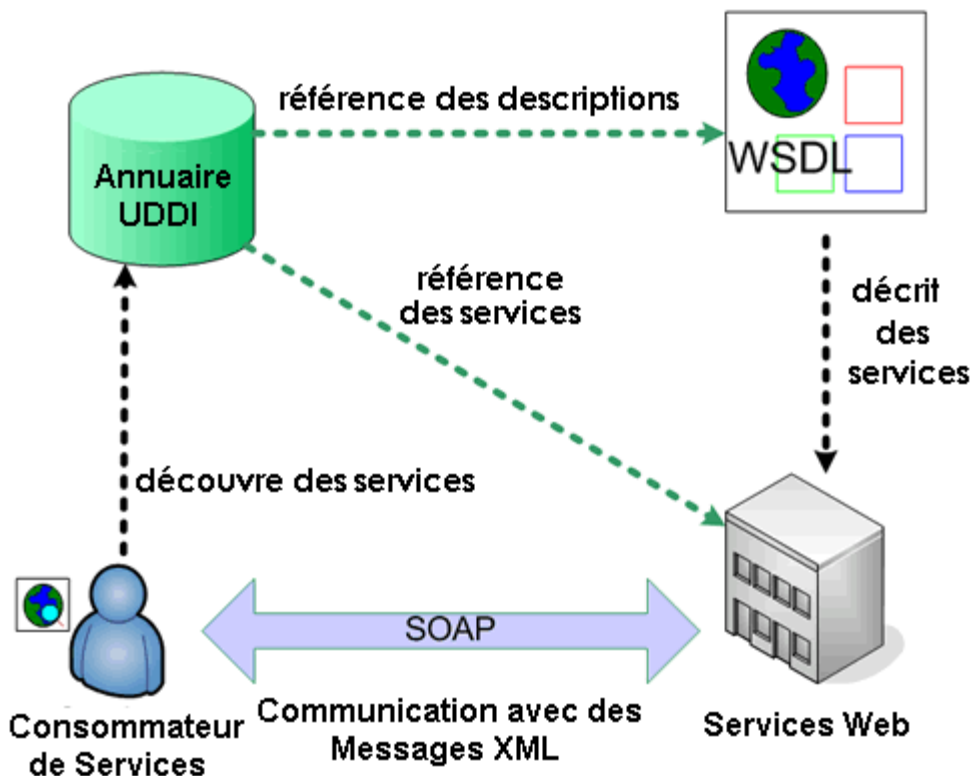 référence des descriptions
WSDL
Annuaire
UDDI
référence
des services
décrit
des
services
découvre des services
SOAP
Communication avec des
Messages XML
Consommateur
de Services
Services Web